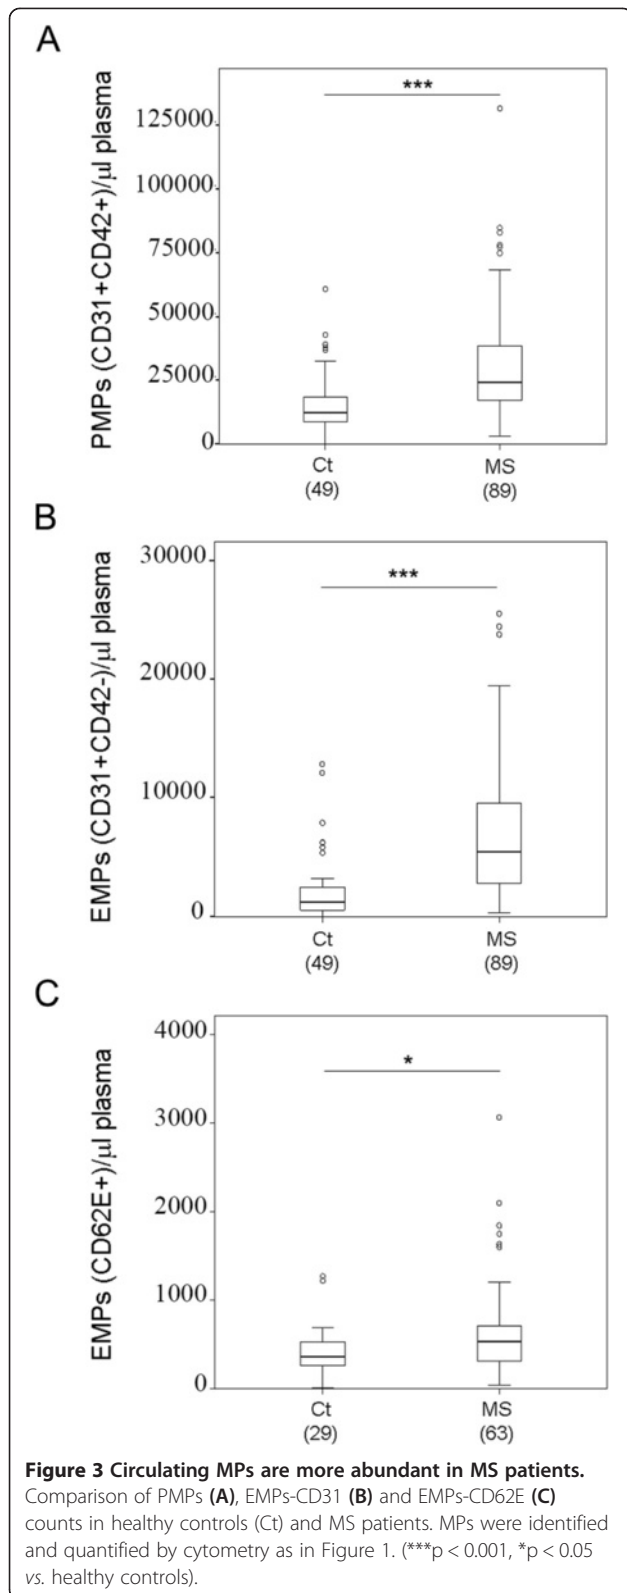 A
PMPs (CD31+CD42+)/µl plasma
***
125000
100000
75000
50000
25000
0
Ct MS
(49) (89)
B
EMPs (CD31+CD42-)/µl plasma
***
30000
20000
10000
0
Ct MS
(49) (89)
C
EMPs (CD62E+)/µl plasma
*
4000
3000
2000
1000
0
Ct MS
(29) (63)
Figure 3 Circulating MPs are more abundant in MS patients.
Comparison of PMPs (A), EMPs-CD31 (B) and EMPs-CD62E (C)
counts in healthy controls (Ct) and MS patients. MPs were identified
and quantified by cytometry as in Figure 1. (***p < 0.001, *p < 0.05
vs. healthy controls).